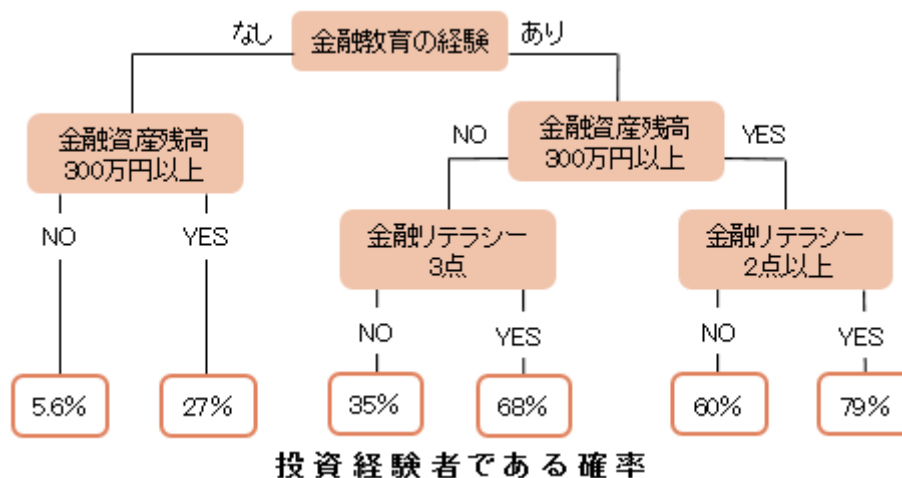 なし
金融教育の経験
あり
金融資産残高
300万円以上
NO
金融資産残高
300万円以上
YES
NO
YES
金融リテラシー
3点
金融リテラシー
2点以上
NO
YES
NO
YES
5.6%
27%
35%
68%
60%
79%
投資経験者である確率